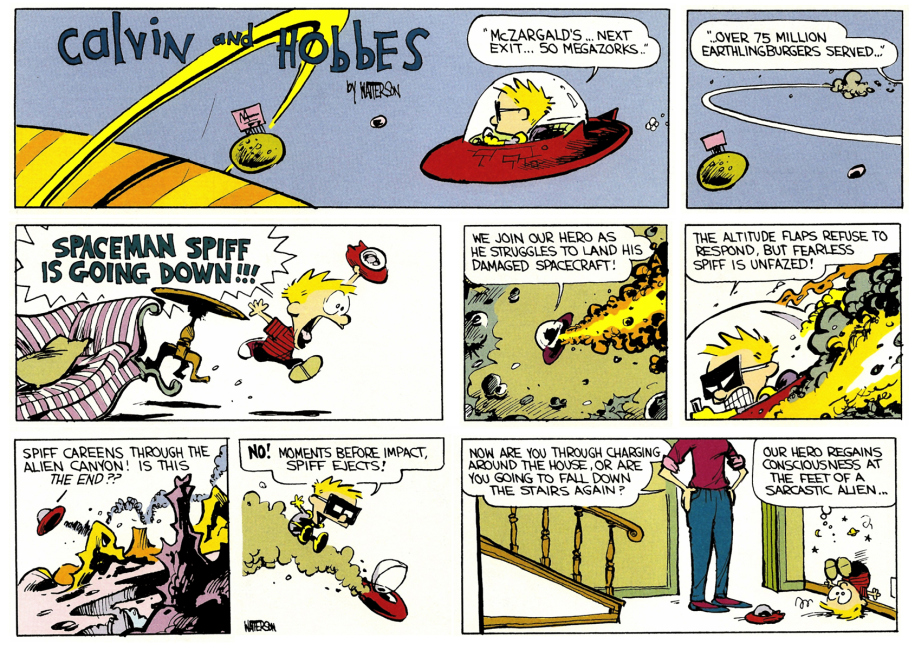 CALVIN AND HOBBES
by WATTERSON
"McZARGALD'S... NEXT
EXIT... 50 MEGAZORKS.."
"..OVER 75 MILLION
EARTHLINGBURGERS SERVED..."
SPACEMAN SPIFF
IS GOING DOWN!!!
WE JOIN OUR HERO AS
HE STRUGGLES TO LAND HIS
DAMAGED SPACECRAFT!
THE ALTITUDE FLAPS REFUSE TO
RESPOND, BUT FEARLESS
SPIFF IS UNFAZED!
SPIFF CAREENS THROUGH THE
ALIEN CANYON! IS THIS
THE END??
NO! MOMENTS BEFORE IMPACT,
SPIFF EJECTS!
WATTERSON
NOW ARE YOU THROUGH CHARGING
AROUND THE HOUSE, OR ARE
YOU GOING TO FALL DOWN
THE STAIRS AGAIN?
OUR HERO REGAINS
CONSCIOUSNESS AT
THE FEET OF A
SARCASTIC ALIEN...